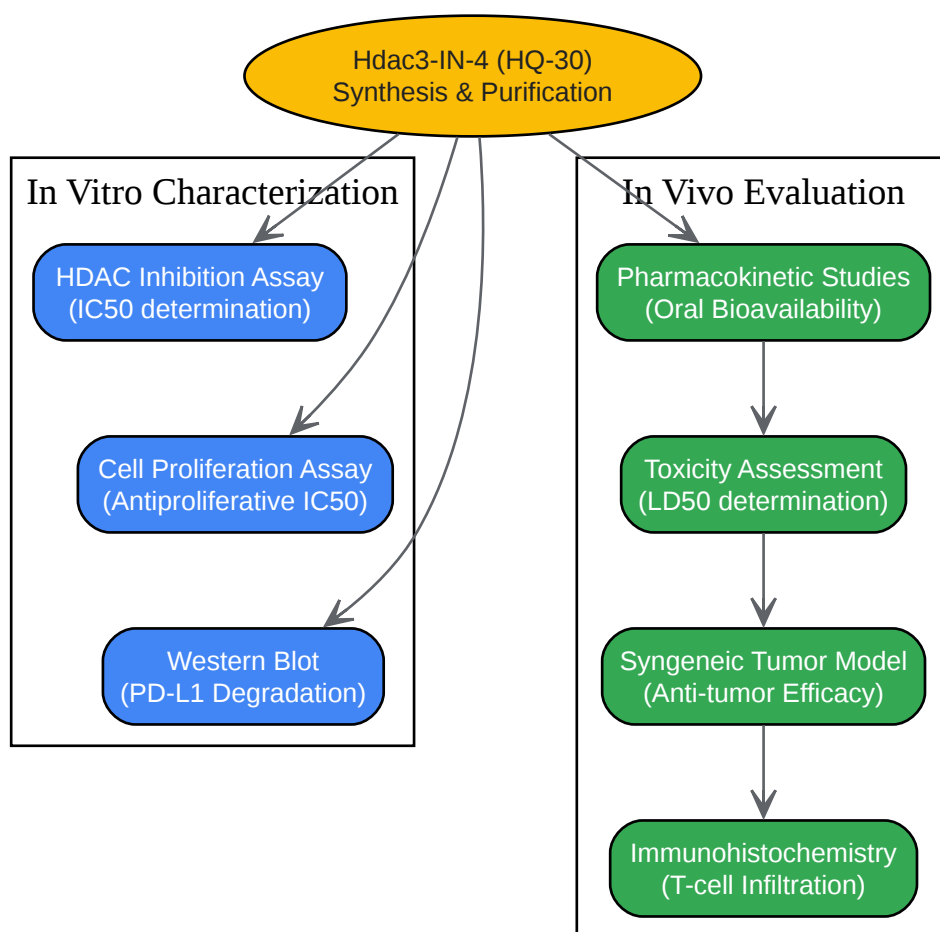 Hdac3-IN-4 (HQ-30)
Synthesis & Purification
In Vitro Characterization
HDAC Inhibition Assay
(IC50 determination)
Cell Proliferation Assay
(Antiproliferative IC50)
Western Blot
(PD-L1 Degradation)
In Vivo Evaluation
Pharmacokinetic Studies
(Oral Bioavailability)
Toxicity Assessment
(LD50 determination)
Syngeneic Tumor Model
(Anti-tumor Efficacy)
Immunohistochemistry
(T-cell Infiltration)